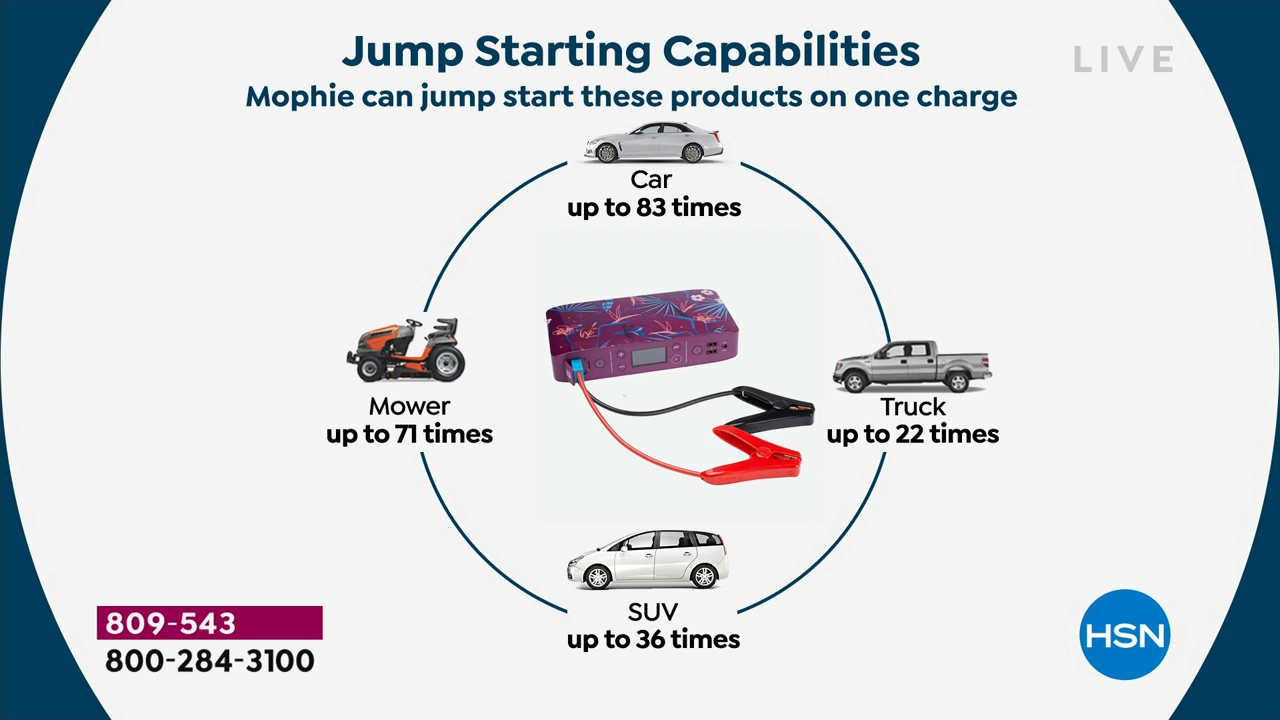 Jump Starting Capabilities
LIVE
Mophie can jump start these products on one charge
Car
up to 83 times
Mower
up to 71 times
Truck
up to 22 times
SUV
up to 36 times
809-543
800-284-3100
HSN